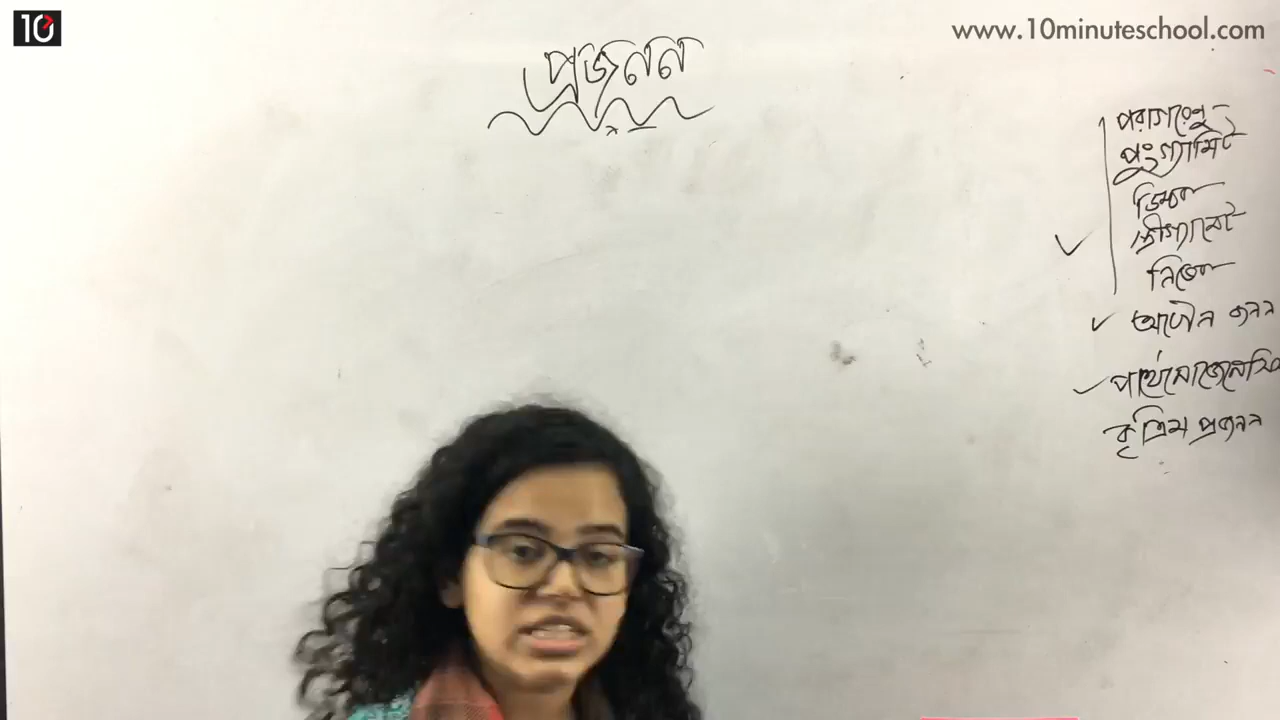 10
www.10minuteschool.com
প্রজনন
পরাগরেণু
পুংগ্যামিট
ডিম্বক
স্ত্রীগ্যামেট
নিষেক
অযৌন জনন
পার্থেনোজেনেসিস
কৃত্রিম প্রজনন